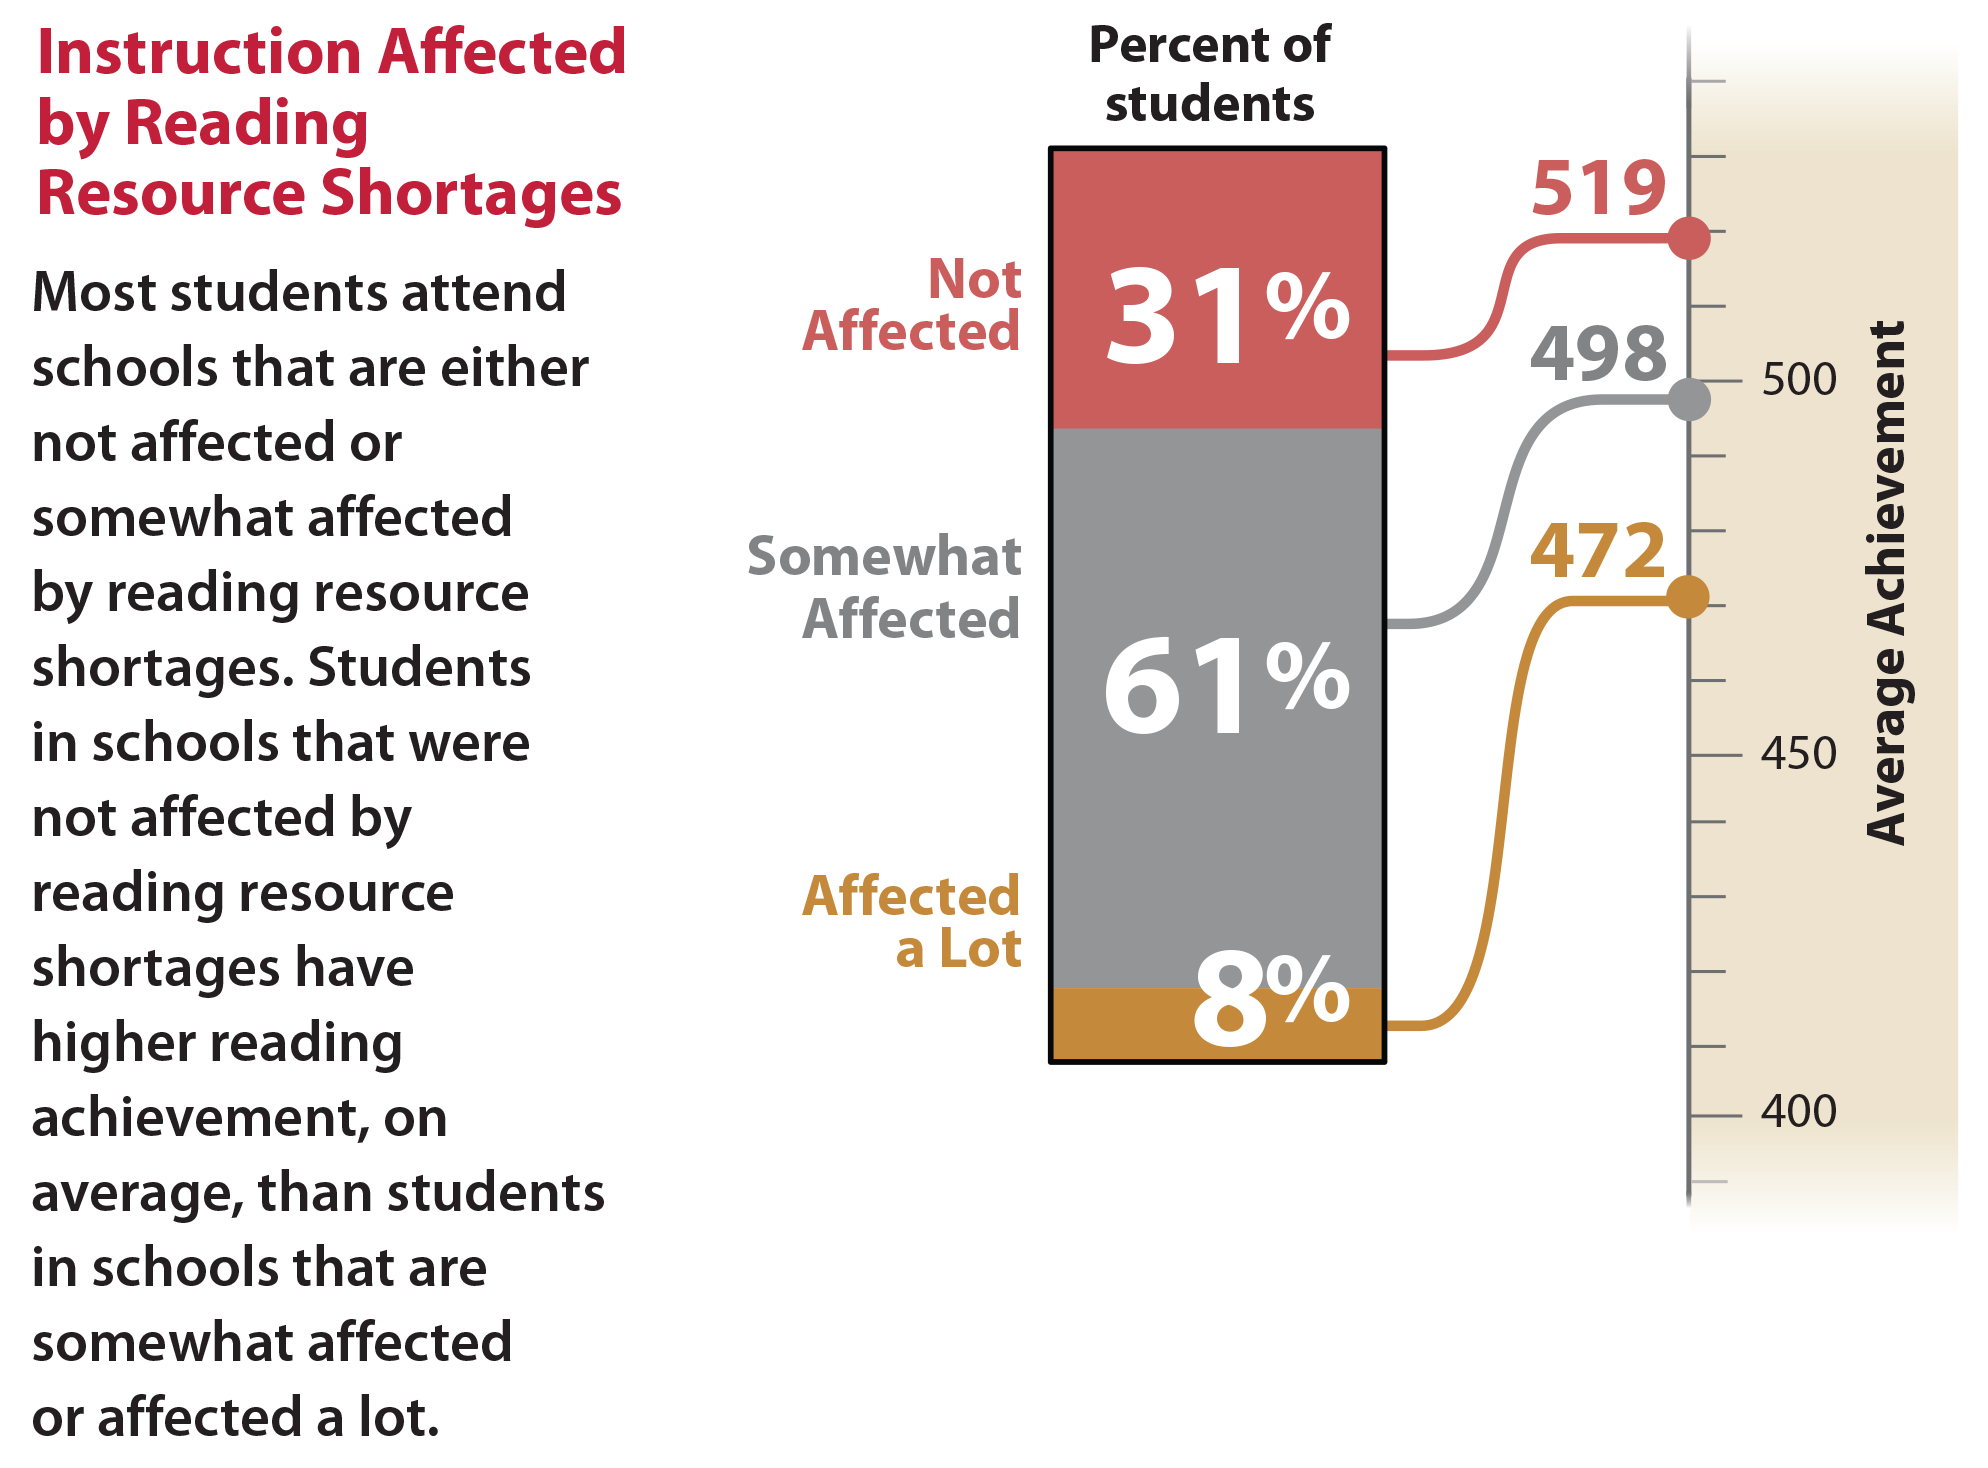 Instruction Affected
by Reading
Resource Shortages
Most students attend
schools that are either
not affected or
somewhat affected
by reading resource
shortages. Students
in schools that were
not affected by
reading resource
shortages have
higher reading
achievement, on
average, than students
in schools that are
somewhat affected
or affected a lot.
Percent of
students
Not
Affected
31%
Somewhat
Affected
61%
Affected
a Lot
8%
519
498
472
500
450
400
Average Achievement